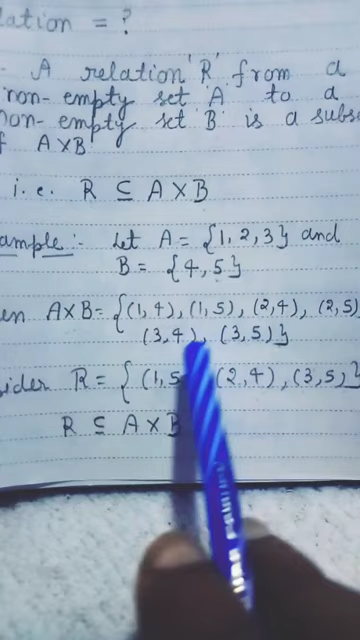 lation = ?
A relation 'R' from a
non-empty set 'A' to a
non-empty set 'B' is a subse
f A×B
i.e. R ⊆ A×B
ample:- Let A = {1,2,3} and
B = {4,5}
en A×B = {(1,4), (1,5), (2,4), (2,5)
(3,4), (3,5)}
sider R = {(1,5 (2,4), (3,5)}
R ⊆ A×B